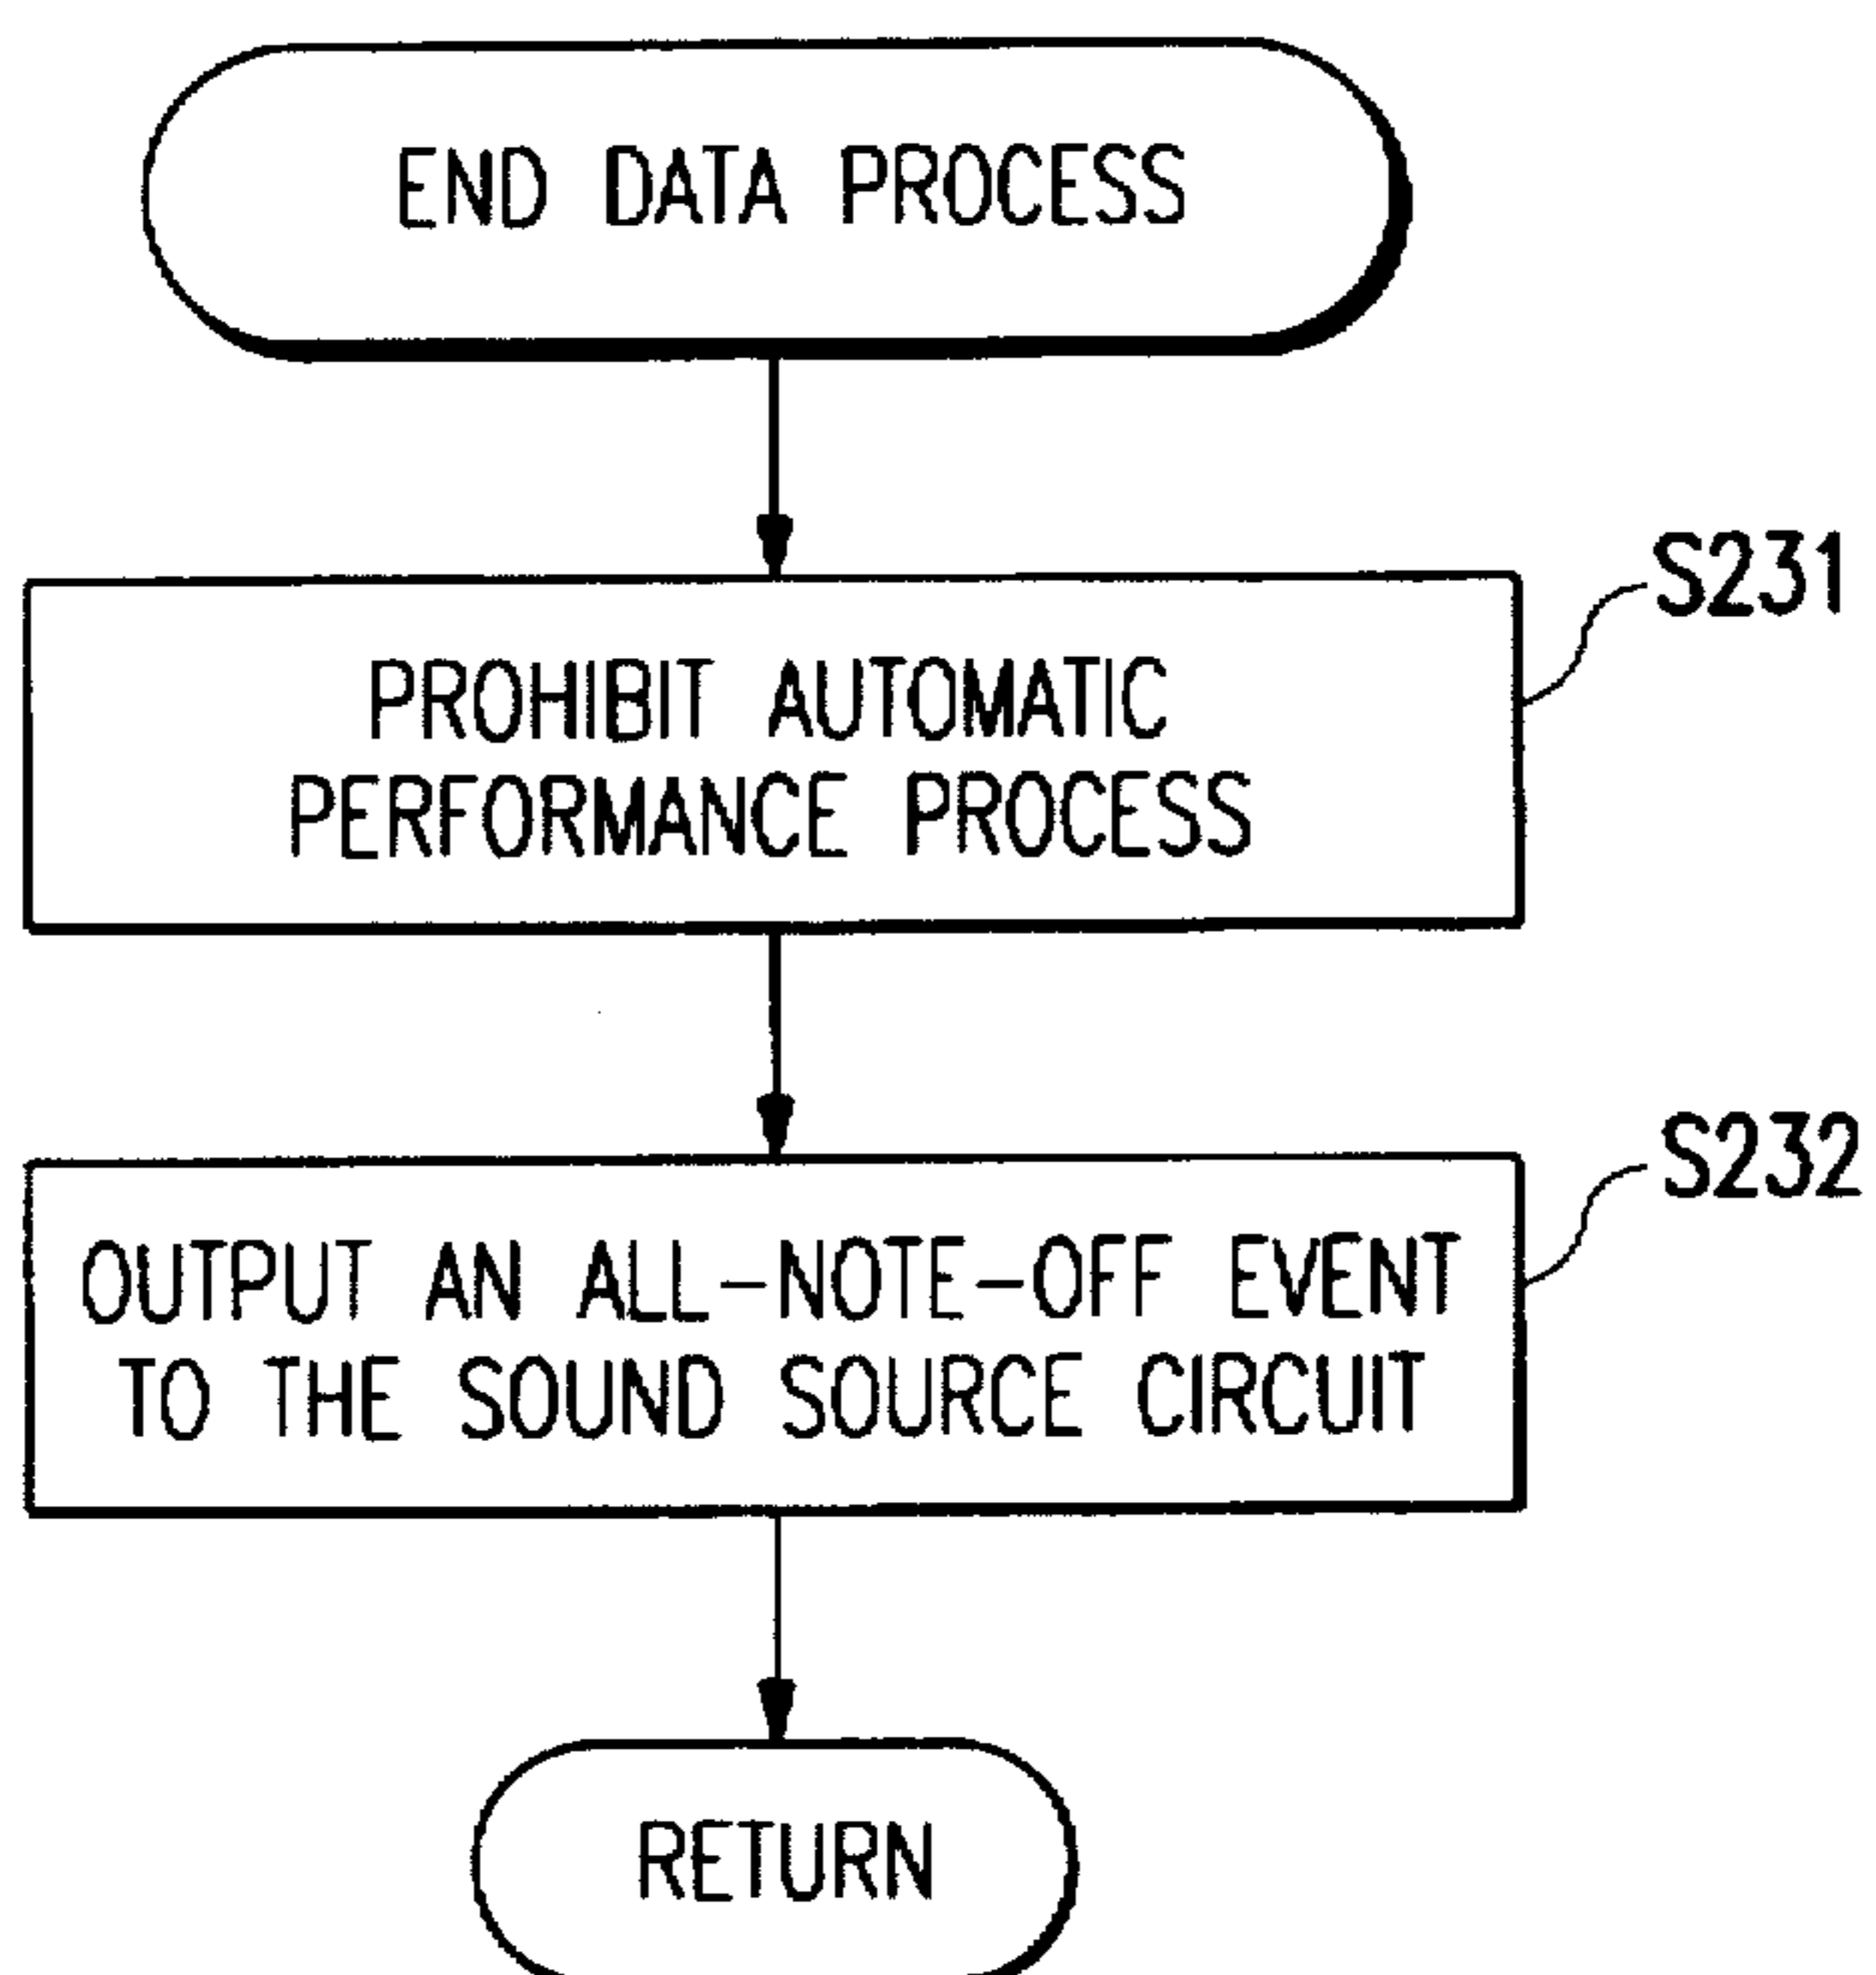 END DATA PROCESS
S231
PROHIBIT AUTOMATIC
PERFORMANCE PROCESS
S232
OUTPUT AN ALL-NOTE-OFF EVENT
TO THE SOUND SOURCE CIRCUIT
RETURN